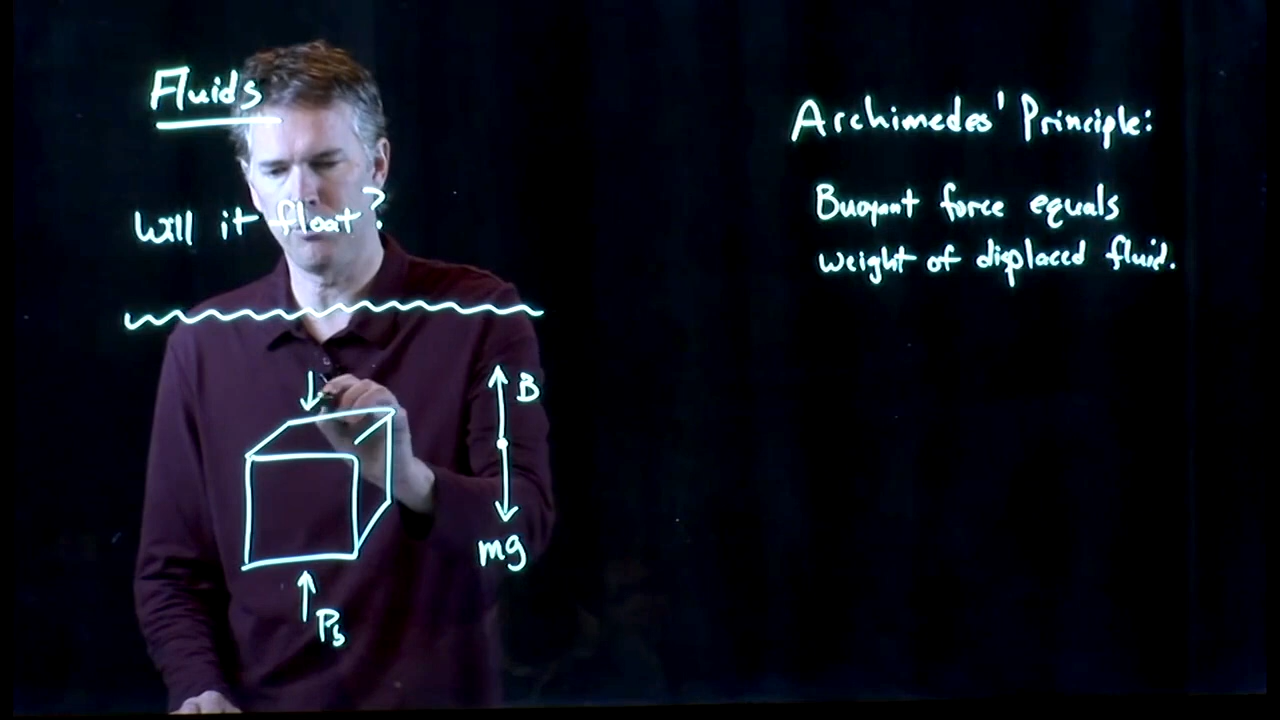 Fluids
Will it float?
B
mg
Archimedes' Principle:
Buoyant force equals
weight of displaced fluid.